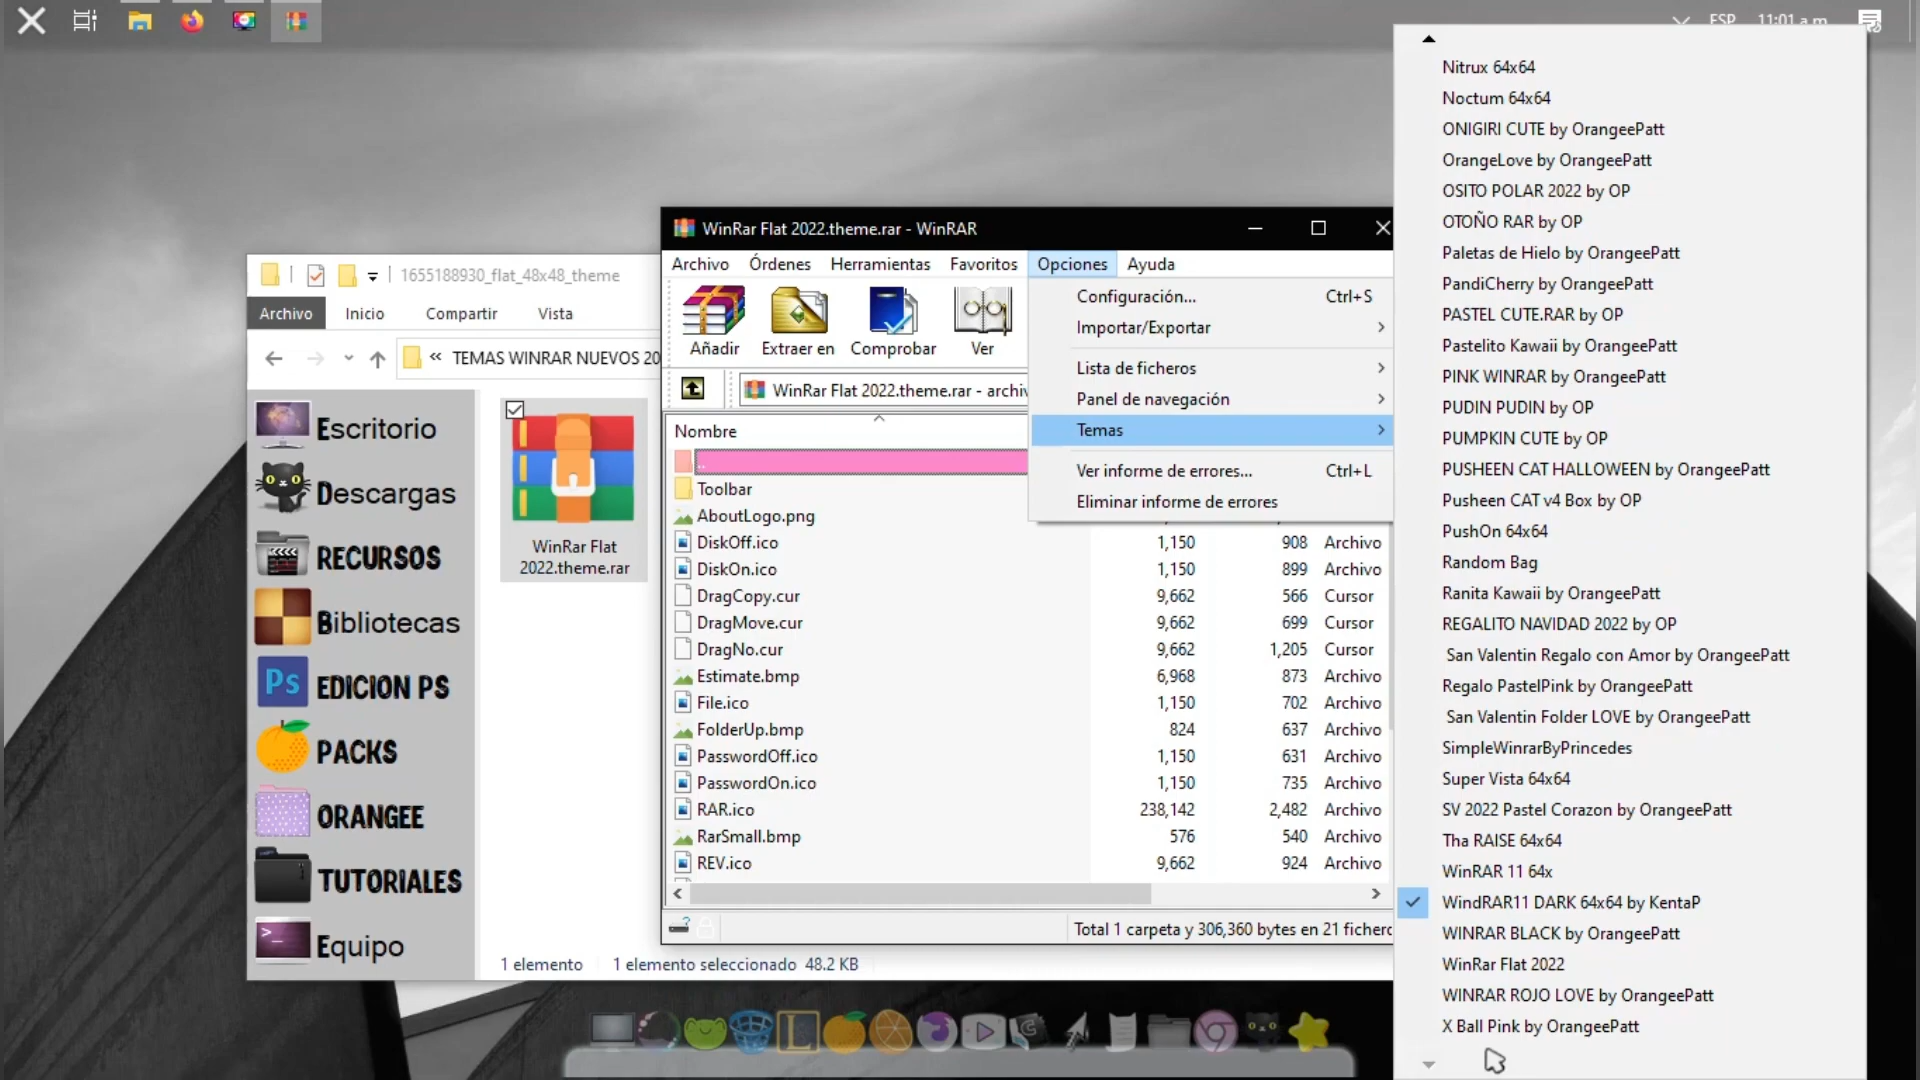 ESP 11:01 a.m.
Nitrux 64x64
Noctum 64x64
ONIGIRI CUTE by OrangeePatt
OrangeLove by OrangeePatt
OSITO POLAR 2022 by OP
OTOÑO RAR by OP
Paletas de Hielo by OrangeePatt
PandiCherry by OrangeePatt
PASTEL CUTE.RAR by OP
Pastelito Kawaii by OrangeePatt
PINK WINRAR by OrangeePatt
PUDIN PUDIN by OP
PUMPKIN CUTE by OP
PUSHEEN CAT HALLOWEEN by OrangeePatt
Pusheen CAT v4 Box by OP
PushOn 64x64
Random Bag
Ranita Kawaii by OrangeePatt
REGALITO NAVIDAD 2022 by OP
San Valentin Regalo con Amor by OrangeePatt
Regalo PastelPink by OrangeePatt
San Valentin Folder LOVE by OrangeePatt
SimpleWinrarByPrincedes
Super Vista 64x64
SV 2022 Pastel Corazon by OrangeePatt
Tha RAISE 64x64
WinRAR 11 64x
WindRAR11 DARK 64x64 by KentaP
WINRAR BLACK by OrangeePatt
WinRar Flat 2022
WINRAR ROJO LOVE by OrangeePatt
X Ball Pink by OrangeePatt
WinRar Flat 2022.theme.rar - WinRAR
Archivo Órdenes Herramientas Favoritos Opciones Ayuda
Añadir Extraer en Comprobar Ver
WinRar Flat 2022.theme.rar - archiv
Configuración... Ctrl+S
Importar/Exportar
Lista de ficheros
Panel de navegación
Temas
Ver informe de errores... Ctrl+L
Eliminar informe de errores
Nombre
..
Toolbar
AboutLogo.png
DiskOff.ico 1,150 908 Archivo
DiskOn.ico 1,150 899 Archivo
DragCopy.cur 9,662 566 Cursor
DragMove.cur 9,662 699 Cursor
DragNo.cur 9,662 1,205 Cursor
Estimate.bmp 6,968 873 Archivo
File.ico 1,150 702 Archivo
FolderUp.bmp 824 637 Archivo
PasswordOff.ico 1,150 631 Archivo
PasswordOn.ico 1,150 735 Archivo
RAR.ico 238,142 2,482 Archivo
RarSmall.bmp 576 540 Archivo
REV.ico 9,662 924 Archivo
Total 1 carpeta y 306,360 bytes en 21 fichero
1655188930_flat_48x48_theme
Archivo Inicio Compartir Vista
« TEMAS WINRAR NUEVOS 20
Escritorio
Descargas
RECURSOS
Bibliotecas
Ps EDICION PS
PACKS
ORANGEE
TUTORIALES
Equipo
WinRar Flat
2022.theme.rar
1 elemento 1 elemento seleccionado 48.2 KB